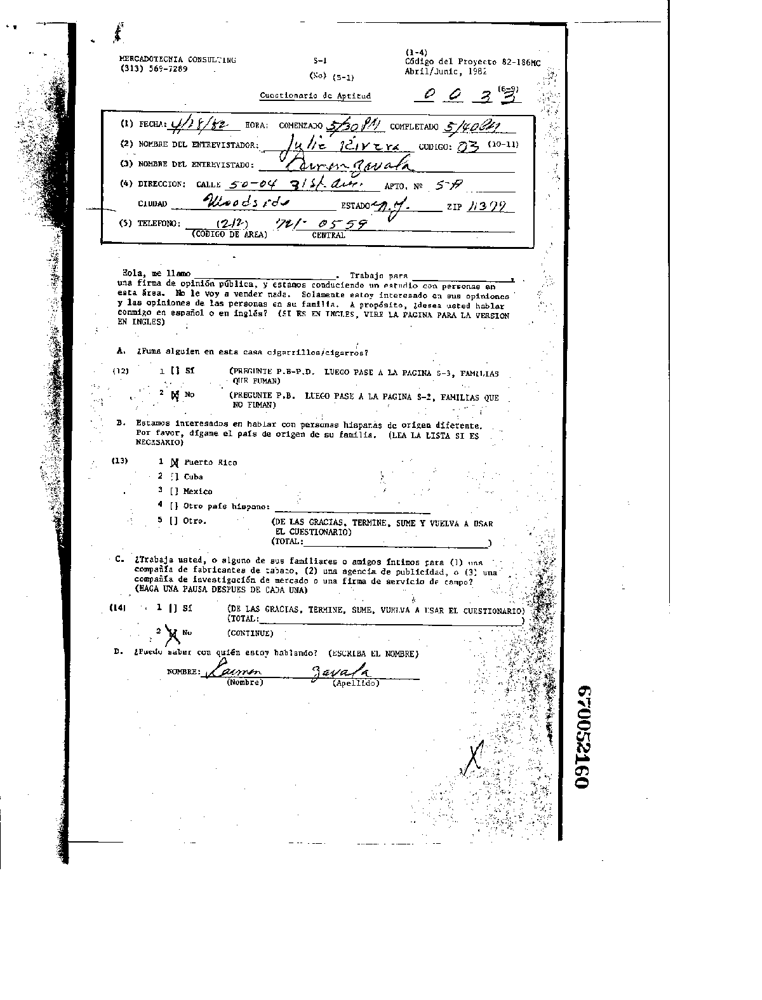 MERCADOTECNIA CONSULTING
(313) 569-7289
S-1
(No) (5-1)
(1-4)
Código del Proyecto 82-186MC
Abril/Junio, 1982
Cuestionario de Aptitud
0 0 3 3 (6-9)
(1) FECHA: 4/28/82 HORA: COMENZADO 5/30 PM COMPLETADO 5/40 PM
(2) NOMBRE DEL ENTREVISTADOR: Julie Rivera CODIGO: 03 (10-11)
(3) NOMBRE DEL ENTREVISTADO: Carmen Zavala
(4) DIRECCION: CALLE 50-04 31st. ave. APTO. Nº 5-A
CIUDAD Woodside ESTADO N.Y. ZIP 11377
(5) TELEFONO: (212) 721-0559
(CODIGO DE AREA) CENTRAL
Hola, me llamo ____. Trabajo para ____,
una firma de opinión pública, y estamos conduciendo un estudio con personas en
esta área. No le voy a vender nada. Solamente estoy interesado en sus opiniones
y las opiniones de las personas en su familia. A propósito, ¿desea usted hablar
conmigo en español o en inglés? (SI ES EN INGLES, VIRE LA PAGINA PARA LA VERSION
EN INGLES)
A. ¿Fuma alguien en esta casa cigarrillos/cigarros?
(12) 1 [] Sí (PREGUNTE P.B-P.D. LUEGO PASE A LA PAGINA S-3, FAMILIAS
QUE FUMAN)
2 [X] No (PREGUNTE P.B. LUEGO PASE A LA PAGINA S-2, FAMILIAS QUE
NO FUMAN)
B. Estamos interesados en hablar con personas hispanas de origen diferente.
Por favor, dígame el país de origen de su familia. (LEA LA LISTA SI ES
NECESARIO)
(13) 1 [X] Puerto Rico
2 [] Cuba
3 [] Mexico
4 [] Otro país hispano: ____
5 [] Otro. (DE LAS GRACIAS, TERMINE, SUME Y VUELVA A USAR
EL CUESTIONARIO)
(TOTAL: ____)
C. ¿Trabaja usted, o alguno de sus familiares o amigos íntimos para (1) una
compañía de fabricantes de tabaco, (2) una agencia de publicidad, o (3) una
compañía de investigación de mercado o una firma de servicio de campo?
(HAGA UNA PAUSA DESPUES DE CADA UNA)
(14) 1 [] Sí (DE LAS GRACIAS, TERMINE, SUME, VUELVA A USAR EL CUESTIONARIO)
(TOTAL: ____)
2 [X] No (CONTINUE)
D. ¿Puedo saber con quién estoy hablando? (ESCRIBA EL NOMBRE)
NOMBRE: Carmen Zavala
(Nombre) (Apellido)
X
670052160